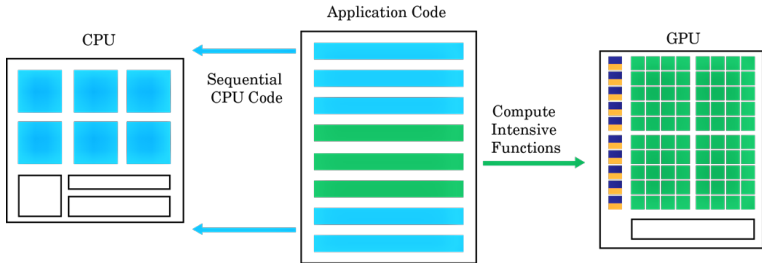 Application Code
CPU
GPU
Sequential
CPU Code
Compute
Intensive
Functions